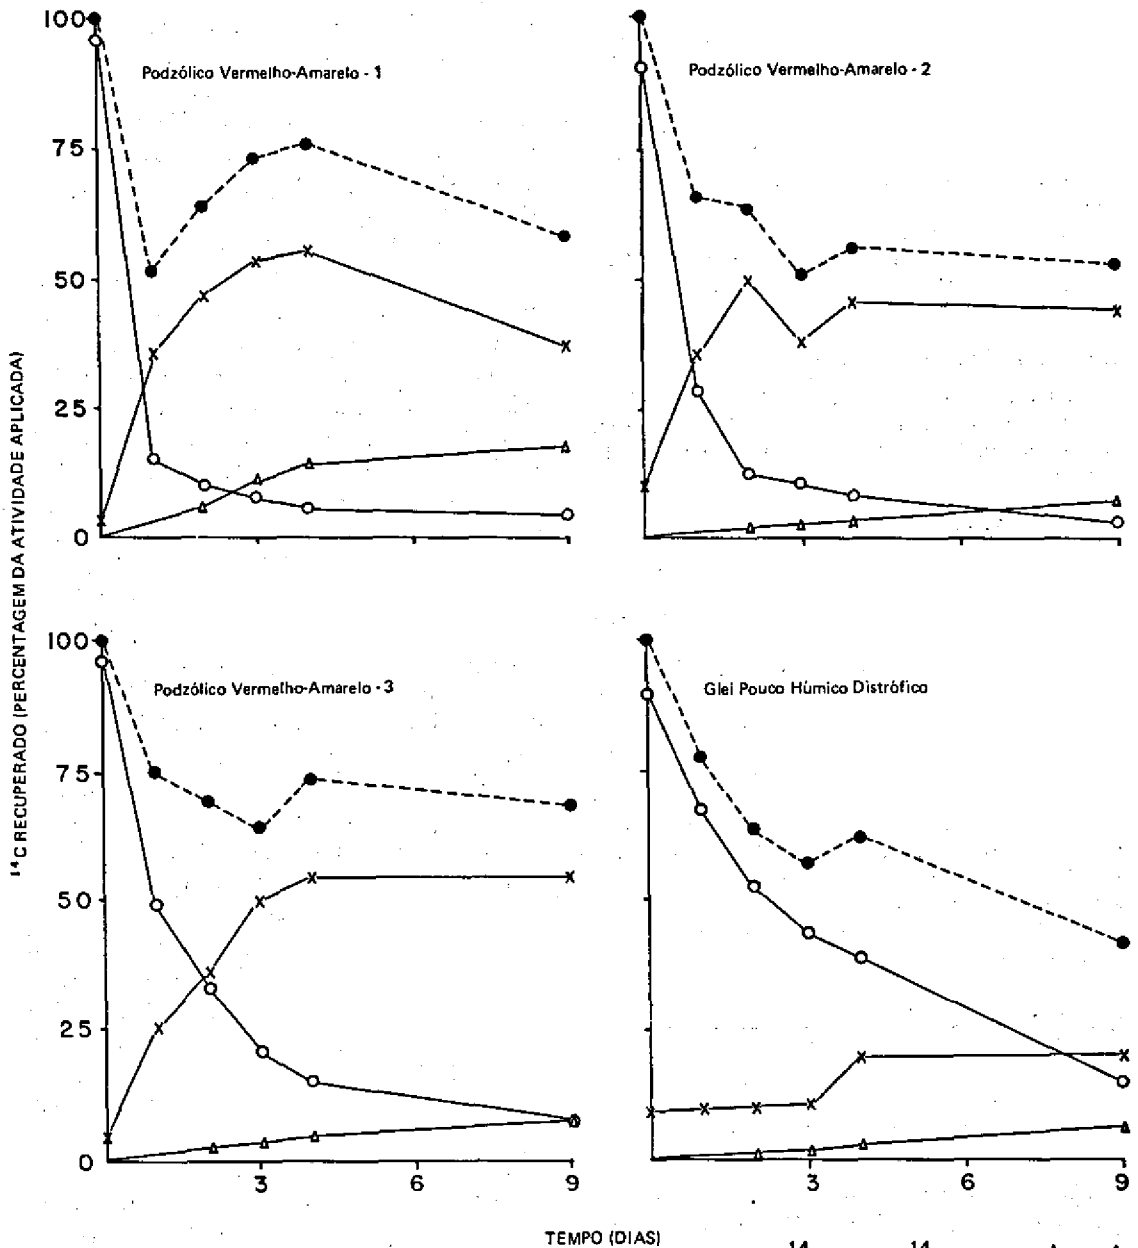 100
75
50
25
0
Podzólico Vermelho-Amarelo - 1
Podzólico Vermelho-Amarelo - 2
100
75
50
25
0
Podzólico Vermelho-Amarelo - 3
Glei Pouco Húmico Distrófico
3
6
9
3
6
9
¹⁴C RECUPERADO (PERCENTAGEM DA ATIVIDADE APLICADA)
TEMPO (DIAS)